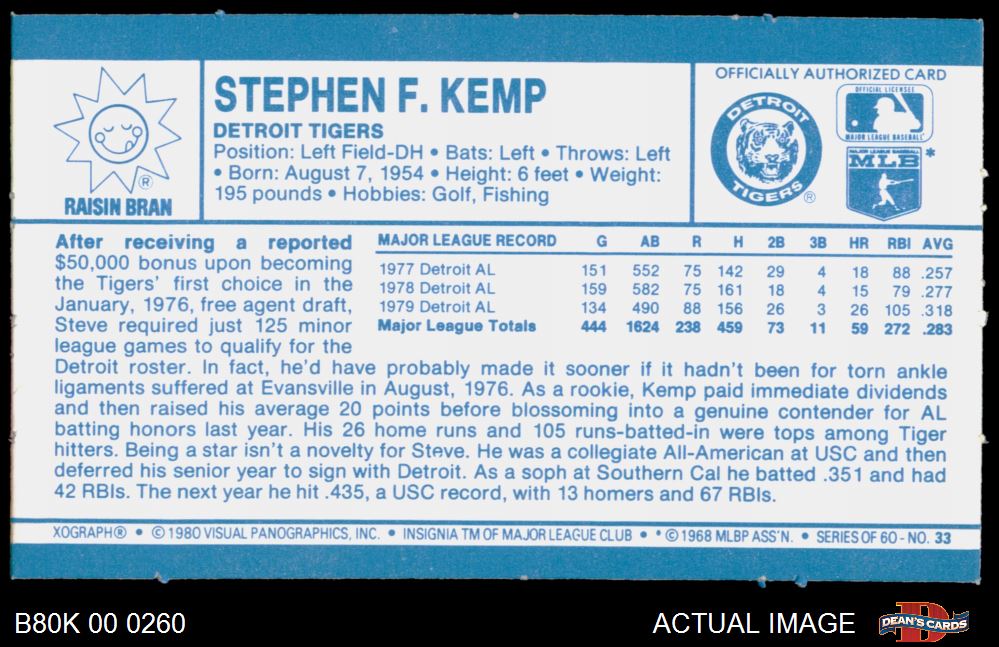 RAISIN BRAN
®
STEPHEN F. KEMP
DETROIT TIGERS
Position: Left Field-DH • Bats: Left • Throws: Left
• Born: August 7, 1954 • Height: 6 feet • Weight:
195 pounds • Hobbies: Golf, Fishing
OFFICIALLY AUTHORIZED CARD
DETROIT
TIGERS
®
OFFICIAL LICENSEE
MAJOR LEAGUE BASEBALL
MAJOR LEAGUE BASEBALL
MLB *
After receiving a reported
$50,000 bonus upon becoming
the Tigers' first choice in the
January, 1976, free agent draft,
Steve required just 125 minor
league games to qualify for the
MAJOR LEAGUE RECORD G AB R H 2B 3B HR RBI AVG
1977 Detroit AL 151 552 75 142 29 4 18 88 .257
1978 Detroit AL 159 582 75 161 18 4 15 79 .277
1979 Detroit AL 134 490 88 156 26 3 26 105 .318
Major League Totals 444 1624 238 459 73 11 59 272 .283
Detroit roster. In fact, he'd have probably made it sooner if it hadn't been for torn ankle
ligaments suffered at Evansville in August, 1976. As a rookie, Kemp paid immediate dividends
and then raised his average 20 points before blossoming into a genuine contender for AL
batting honors last year. His 26 home runs and 105 runs-batted-in were tops among Tiger
hitters. Being a star isn't a novelty for Steve. He was a collegiate All-American at USC and then
deferred his senior year to sign with Detroit. As a soph at Southern Cal he batted .351 and had
42 RBIs. The next year he hit .435, a USC record, with 13 homers and 67 RBIs.
XOGRAPH® • © 1980 VISUAL PANOGRAPHICS, INC. • INSIGNIA TM OF MAJOR LEAGUE CLUB • * © 1968 MLBP ASS'N. • SERIES OF 60 - NO. 33
B80K 00 0260
ACTUAL IMAGE
DEAN'S CARDS